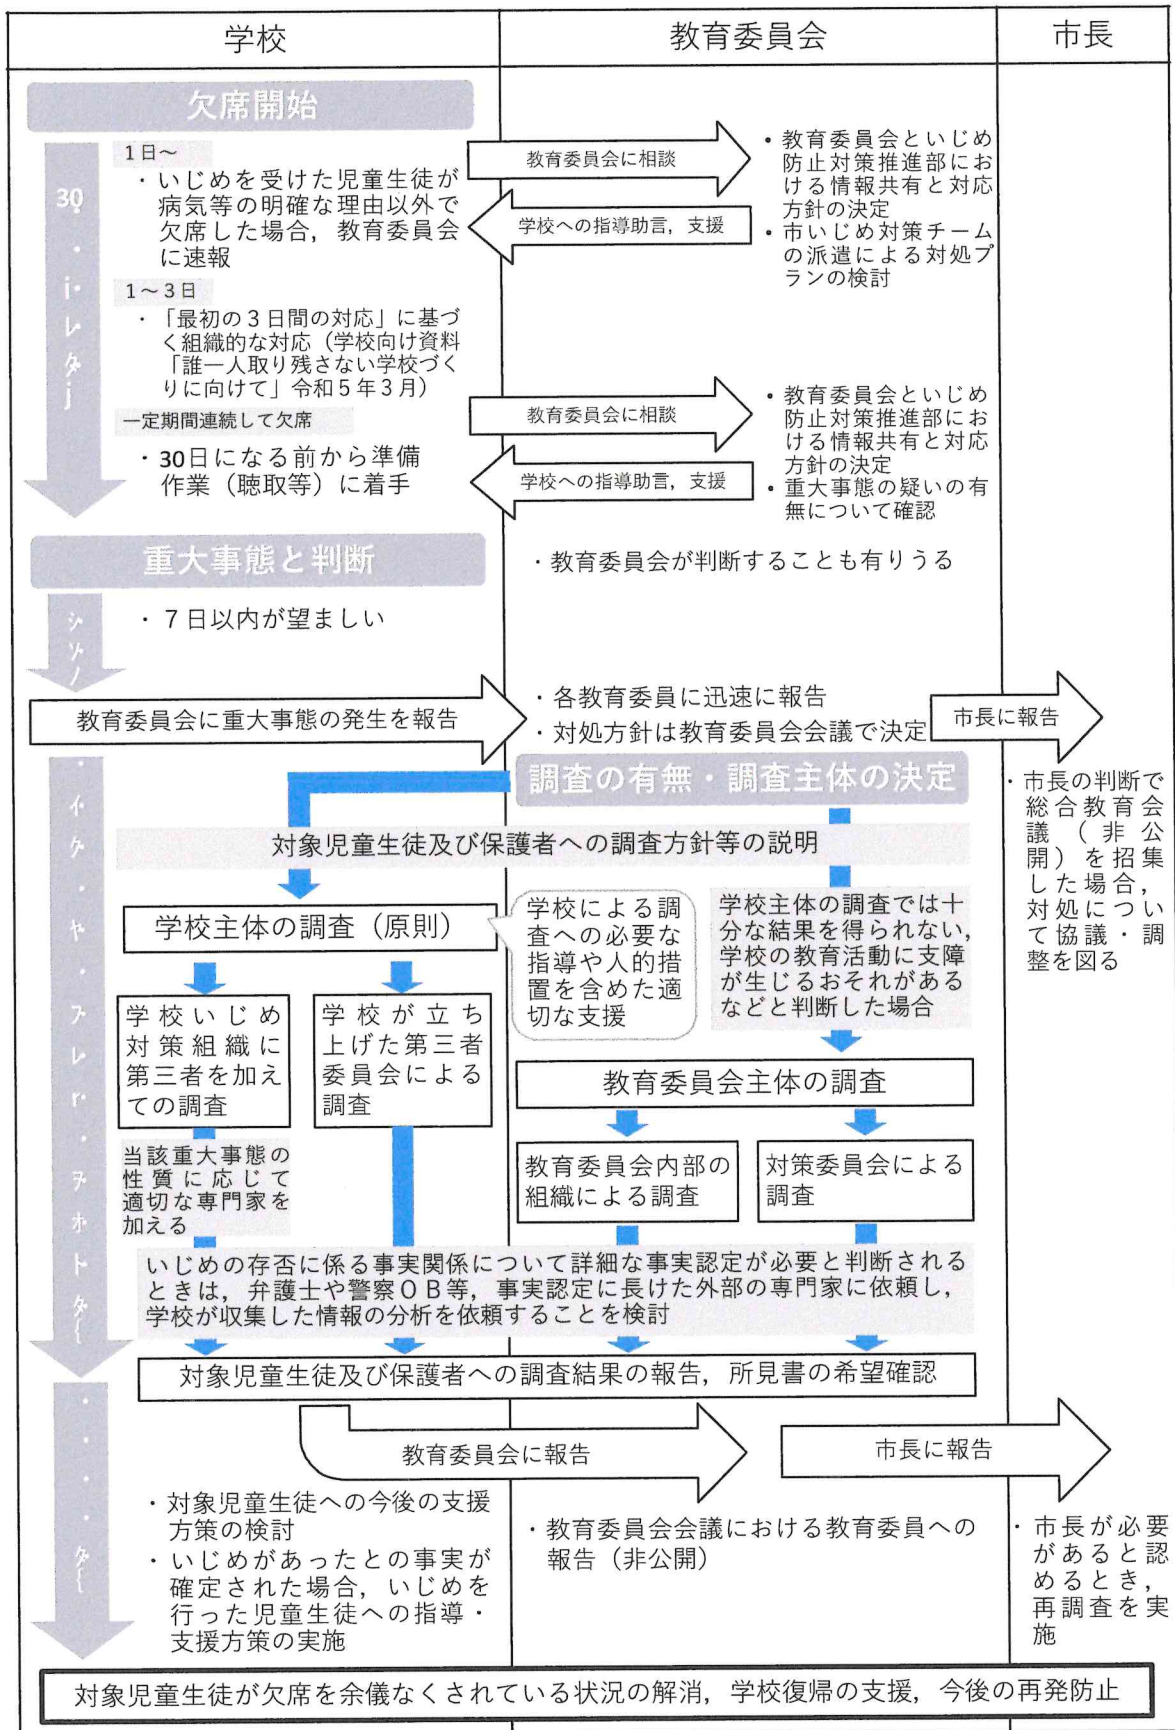 学校
教育委員会
市長
欠席開始
30
1日～
・いじめを受けた児童生徒が
病気等の明確な理由以外で
欠席した場合，教育委員会
に速報
教育委員会に相談
学校への指導助言，支援
・教育委員会といじめ
防止対策推進部にお
ける情報共有と対応
方針の決定
・市いじめ対策チーム
の派遣による対処プ
ランの検討
1～3日
・「最初の3日間の対応」に基づ
く組織的な対応（学校向け資料
「誰一人取り残さない学校づく
りに向けて」令和5年3月）
一定期間連続して欠席
・30日になる前から準備
作業（聴取等）に着手
教育委員会に相談
学校への指導助言，支援
・教育委員会といじめ
防止対策推進部にお
ける情報共有と対応
方針の決定
・重大事態の疑いの有
無について確認
重大事態と判断
・教育委員会が判断することも有りうる
・7日以内が望ましい
教育委員会に重大事態の発生を報告
・各教育委員に迅速に報告
・対処方針は教育委員会会議で決定
市長に報告
調査の有無・調査主体の決定
・市長の判断で
総合教育会
議（非公
開）を招集
した場合，
対処につい
て協議・調
整を図る
対象児童生徒及び保護者への調査方針等の説明
学校主体の調査（原則）
学校による調
査への必要な
指導や人的措
置を含めた適
切な支援
学校主体の調査では十
分な結果を得られない，
学校の教育活動に支障
が生じるおそれがある
などと判断した場合
学校いじめ
対策組織に
第三者を加え
ての調査
学校が立ち
上げた第三者
委員会による
調査
教育委員会主体の調査
当該重大事態の
性質に応じて
適切な専門家を
加える
教育委員会内部の
組織による調査
対策委員会による
調査
いじめの存否に係る事実関係について詳細な事実認定が必要と判断される
ときは，弁護士や警察OB等，事実認定に長けた外部の専門家に依頼し，
学校が収集した情報の分析を依頼することを検討
対象児童生徒及び保護者への調査結果の報告，所見書の希望確認
教育委員会に報告
市長に報告
・対象児童生徒への今後の支援
方策の検討
・いじめがあったとの事実が
確定された場合，いじめを
行った児童生徒への指導・
支援方策の実施
・教育委員会会議における教育委員への
報告（非公開）
・市長が必要
があると認
めるとき，
再調査を実
施
対象児童生徒が欠席を余儀なくされている状況の解消，学校復帰の支援，今後の再発防止